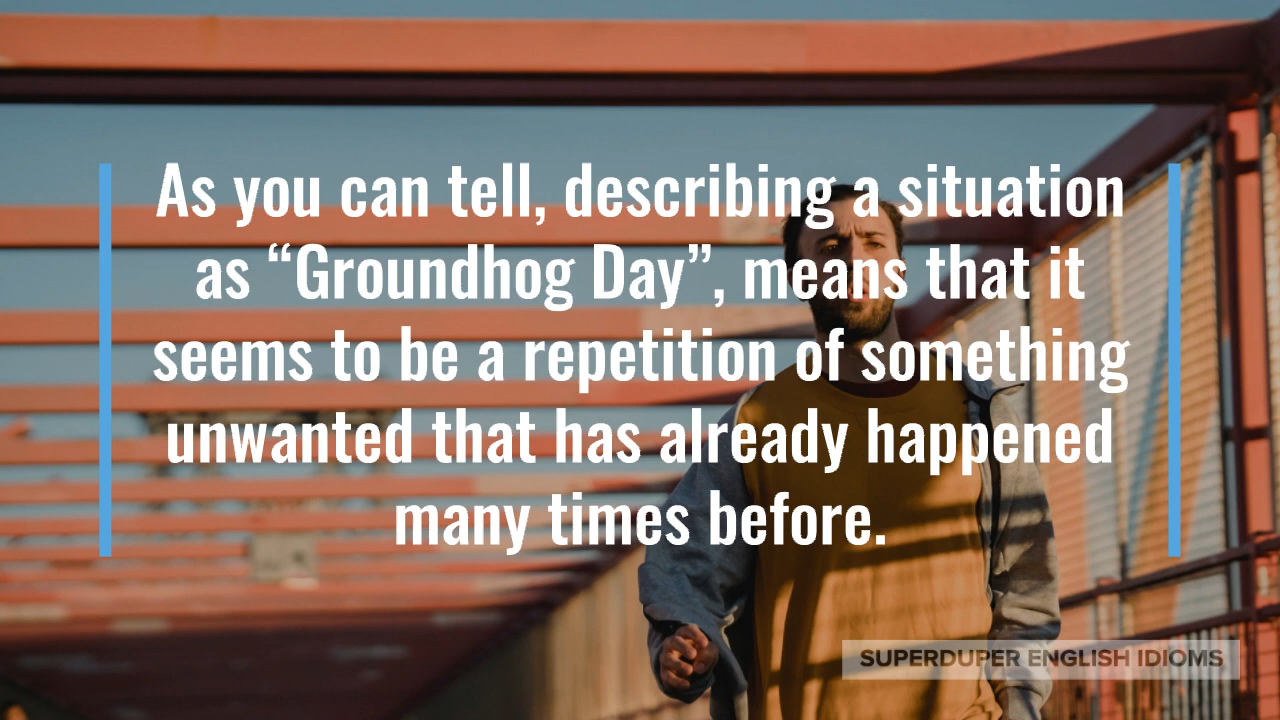 As you can tell, describing a situation
as “Groundhog Day”, means that it
seems to be a repetition of something
unwanted that has already happened
many times before.
SUPERDUPER ENGLISH IDIOMS